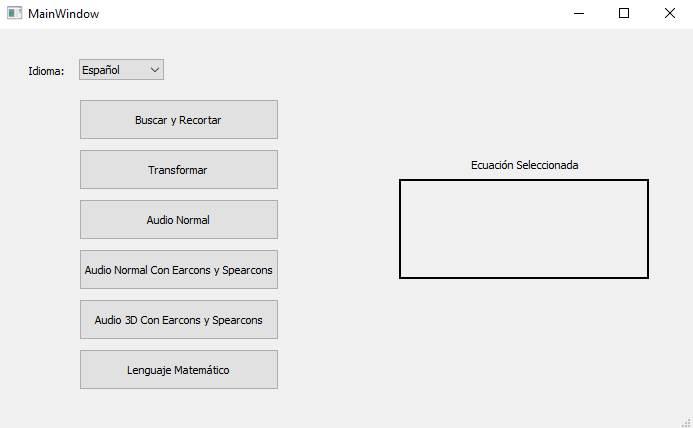 MainWindow
Idioma: Español
Buscar y Recortar
Transformar
Audio Normal
Audio Normal Con Earcons y Spearcons
Audio 3D Con Earcons y Spearcons
Lenguaje Matemático
Ecuación Seleccionada